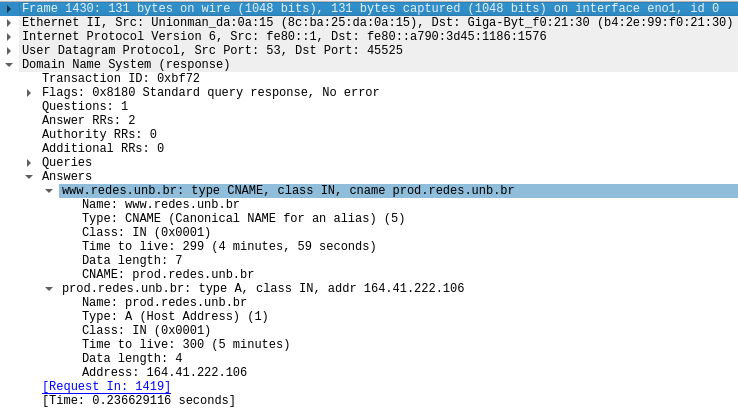 Frame 1430: 131 bytes on wire (1048 bits), 131 bytes captured (1048 bits) on interface eno1, id 0
Ethernet II, Src: Unionman_da:0a:15 (8c:ba:25:da:0a:15), Dst: Giga-Byt_f0:21:30 (b4:2e:99:f0:21:30)
Internet Protocol Version 6, Src: fe80::1, Dst: fe80::a790:3d45:1186:1576
User Datagram Protocol, Src Port: 53, Dst Port: 45525
Domain Name System (response)
Transaction ID: 0xbf72
Flags: 0x8180 Standard query response, No error
Questions: 1
Answer RRs: 2
Authority RRs: 0
Additional RRs: 0
Queries
Answers
www.redes.unb.br: type CNAME, class IN, cname prod.redes.unb.br
Name: www.redes.unb.br
Type: CNAME (Canonical NAME for an alias) (5)
Class: IN (0x0001)
Time to live: 299 (4 minutes, 59 seconds)
Data length: 7
CNAME: prod.redes.unb.br
prod.redes.unb.br: type A, class IN, addr 164.41.222.106
Name: prod.redes.unb.br
Type: A (Host Address) (1)
Class: IN (0x0001)
Time to live: 300 (5 minutes)
Data length: 4
Address: 164.41.222.106
[Request In: 1419]
[Time: 0.236629116 seconds]